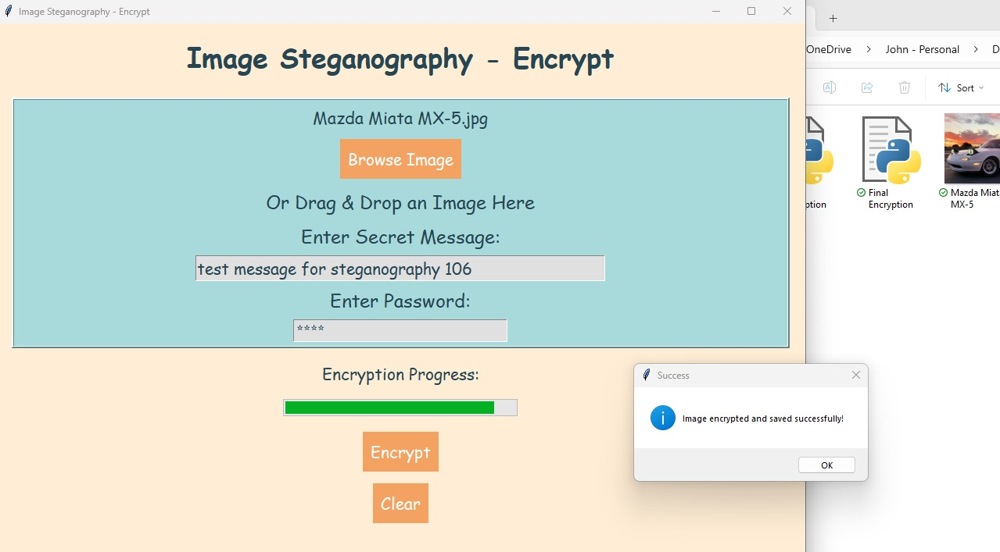 Image Steganography - Encrypt
Image Steganography - Encrypt
Mazda Miata MX-5.jpg
Browse Image
Or Drag & Drop an Image Here
Enter Secret Message:
test message for steganography 106
Enter Password:
****
Encryption Progress:
Encrypt
Clear
Success
Image encrypted and saved successfully!
OK
OneDrive > John - Personal > D
Sort
ption
Final
Encryption
Mazda Miat
MX-5